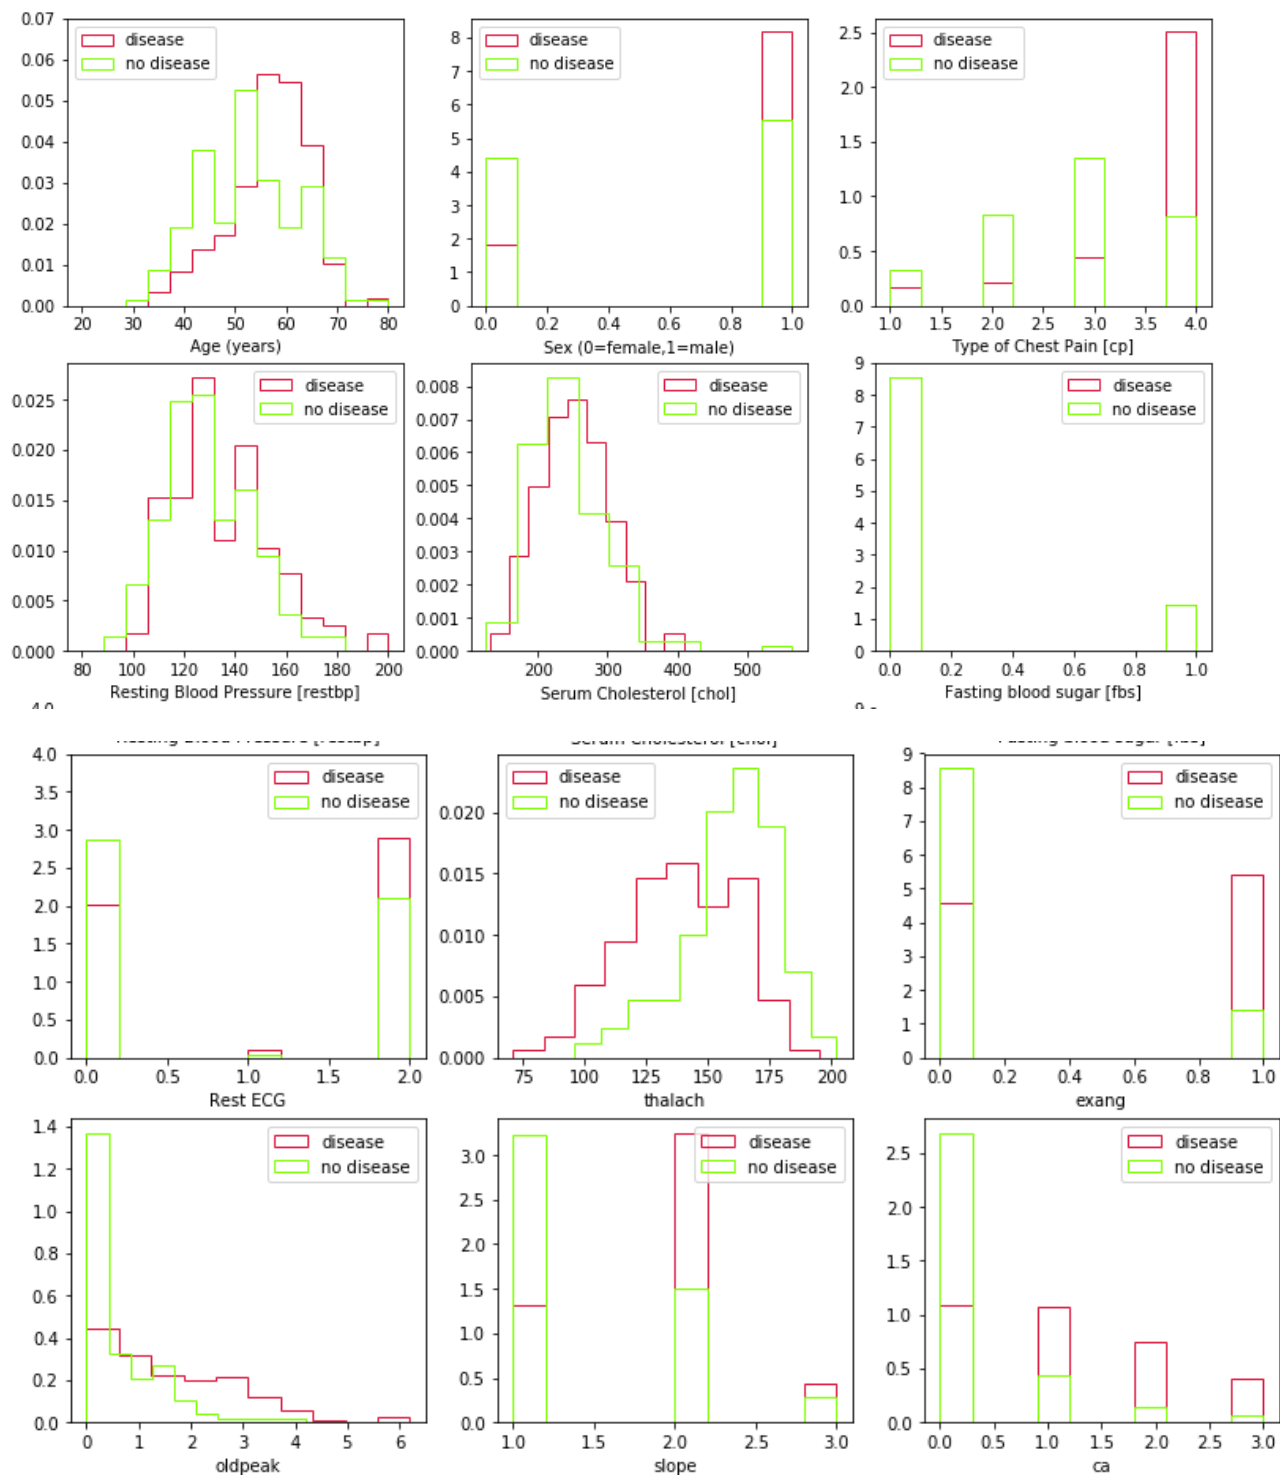 0.07
0.06
0.05
0.04
0.03
0.02
0.01
0.00
disease
no disease
20 30 40 50 60 70 80
Age (years)
8
7
6
5
4
3
2
1
0
disease
no disease
0.0 0.2 0.4 0.6 0.8 1.0
Sex (0=female,1=male)
2.5
2.0
1.5
1.0
0.5
0.0
disease
no disease
1.0 1.5 2.0 2.5 3.0 3.5 4.0
Type of Chest Pain [cp]
0.025
0.020
0.015
0.010
0.005
0.000
disease
no disease
80 100 120 140 160 180 200
Resting Blood Pressure [restbp]
0.008
0.007
0.006
0.005
0.004
0.003
0.002
0.001
0.000
disease
no disease
200 300 400 500
Serum Cholesterol [chol]
9
8
7
6
5
4
3
2
1
0
disease
no disease
0.0 0.2 0.4 0.6 0.8 1.0
Fasting blood sugar [fbs]
4.0
3.5
3.0
2.5
2.0
1.5
1.0
0.5
0.0
disease
no disease
0.0 0.5 1.0 1.5 2.0
Rest ECG
0.020
0.015
0.010
0.005
0.000
disease
no disease
75 100 125 150 175 200
thalach
9
8
7
6
5
4
3
2
1
0
disease
no disease
0.0 0.2 0.4 0.6 0.8 1.0
exang
1.4
1.2
1.0
0.8
0.6
0.4
0.2
0.0
disease
no disease
0 1 2 3 4 5 6
oldpeak
3.0
2.5
2.0
1.5
1.0
0.5
0.0
disease
no disease
1.0 1.5 2.0 2.5 3.0
slope
2.5
2.0
1.5
1.0
0.5
0.0
disease
no disease
0.0 0.5 1.0 1.5 2.0 2.5 3.0
ca